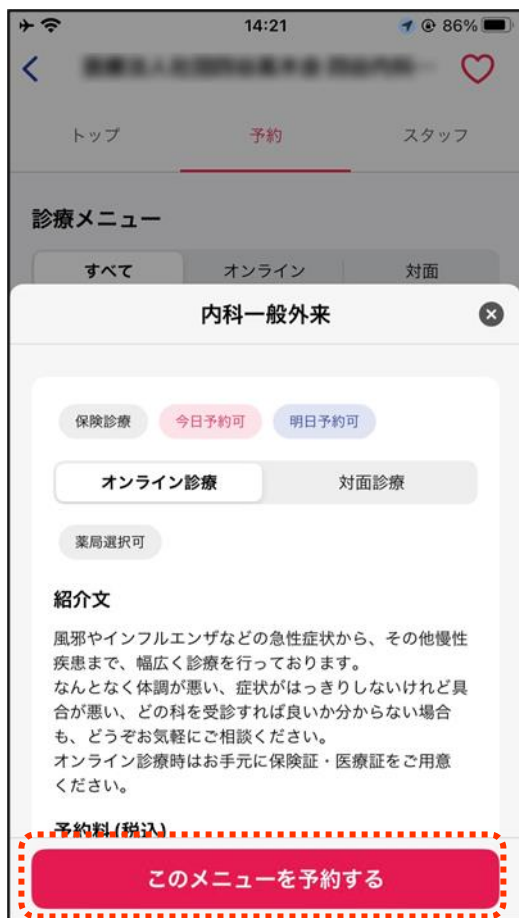 14:21
86%
トップ 予約 スタッフ
診療メニュー
すべて オンライン 対面
内科一般外来
保険診療 今日予約可 明日予約可
オンライン診療 対面診療
薬局選択可
紹介文
風邪やインフルエンザなどの急性症状から、その他慢性
疾患まで、幅広く診療を行っております。
なんとなく体調が悪い、症状がはっきりしないけれど具
合が悪い、どの科を受診すれば良いか分からない場合
も、どうぞお気軽にご相談ください。
オンライン診療時はお手元に保険証・医療証をご用意
ください。
予約料(税込)
このメニューを予約する